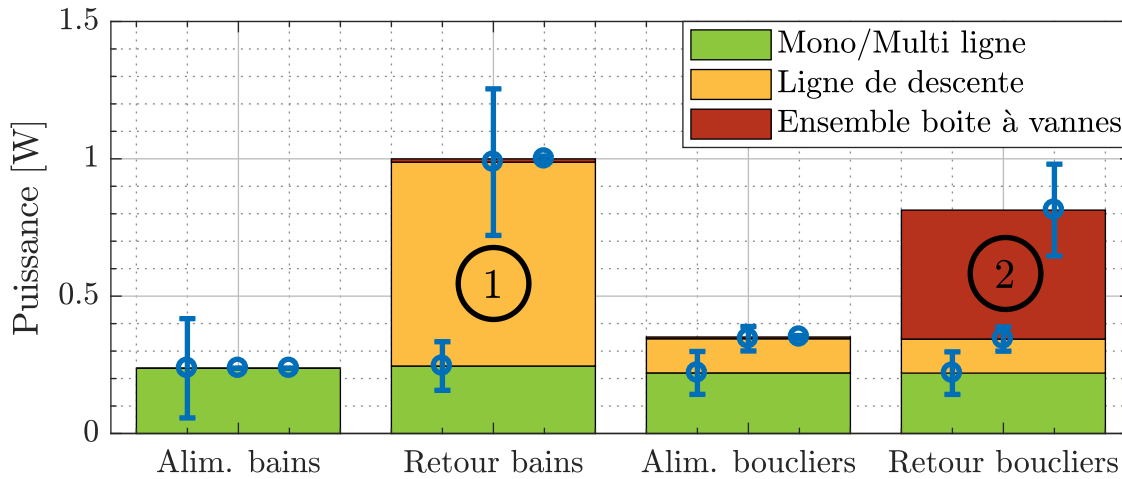 Puissance [W]
1.5
1
0.5
0
Mono/Multi ligne
Ligne de descente
Ensemble boite à vannes
1
2
Alim. bains
Retour bains
Alim. boucliers
Retour boucliers